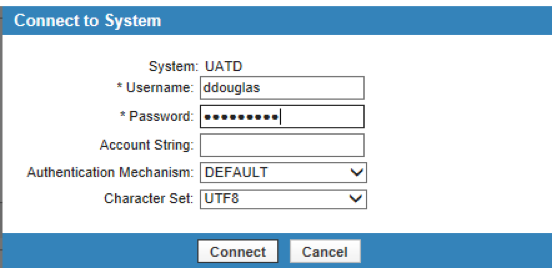 Connect to System
System: UATD
* Username: ddouglas
* Password: •••••••••
Account String:
Authentication Mechanism: DEFAULT
Character Set: UTF8
Connect Cancel